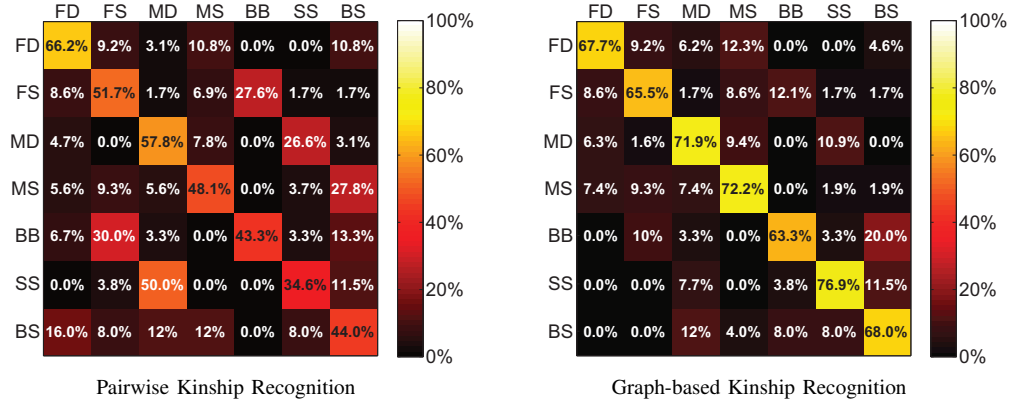 FD FS MD MS BB SS BS
FD 66.2% 9.2% 3.1% 10.8% 0.0% 0.0% 10.8%
FS 8.6% 51.7% 1.7% 6.9% 27.6% 1.7% 1.7%
MD 4.7% 0.0% 57.8% 7.8% 0.0% 26.6% 3.1%
MS 5.6% 9.3% 5.6% 48.1% 0.0% 3.7% 27.8%
BB 6.7% 30.0% 3.3% 0.0% 43.3% 3.3% 13.3%
SS 0.0% 3.8% 50.0% 0.0% 0.0% 34.6% 11.5%
BS 16.0% 8.0% 12% 12% 0.0% 8.0% 44.0%
100%
80%
60%
40%
20%
0%
Pairwise Kinship Recognition
FD FS MD MS BB SS BS
FD 67.7% 9.2% 6.2% 12.3% 0.0% 0.0% 4.6%
FS 8.6% 65.5% 1.7% 8.6% 12.1% 1.7% 1.7%
MD 6.3% 1.6% 71.9% 9.4% 0.0% 10.9% 0.0%
MS 7.4% 9.3% 7.4% 72.2% 0.0% 1.9% 1.9%
BB 0.0% 10% 3.3% 0.0% 63.3% 3.3% 20.0%
SS 0.0% 0.0% 7.7% 0.0% 3.8% 76.9% 11.5%
BS 0.0% 0.0% 12% 4.0% 8.0% 8.0% 68.0%
100%
80%
60%
40%
20%
0%
Graph-based Kinship Recognition